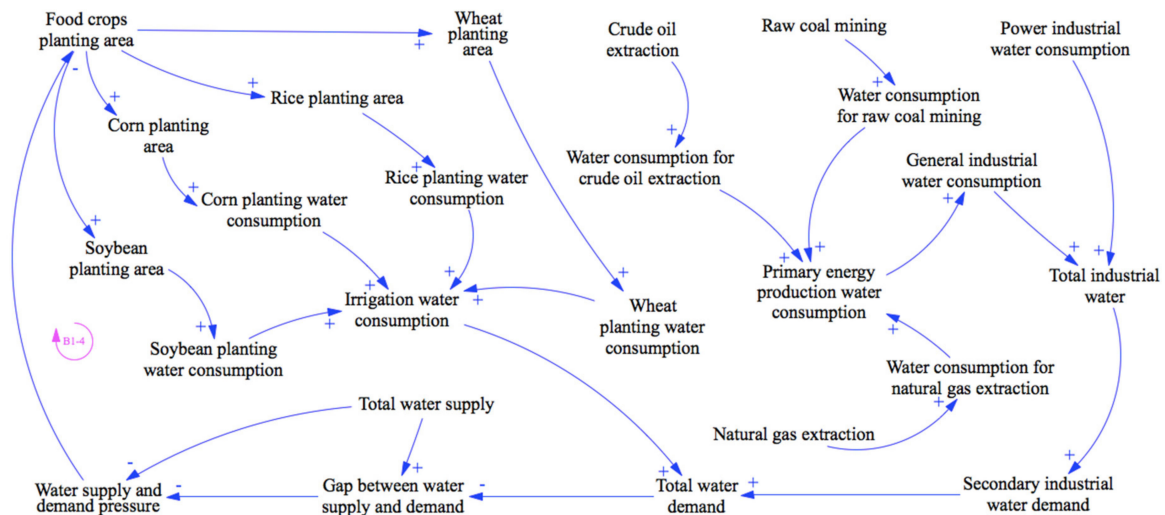 Food crops
planting area
Wheat
planting
area
Crude oil
extraction
Raw coal mining
Power industrial
water consumption
+
-
+
+
+
Rice planting area
Water consumption
for raw coal mining
Corn planting
area
+
+
Water consumption for
crude oil extraction
General industrial
water consumption
+
Rice planting water
consumption
+
Corn planting water
consumption
+
+
Soybean
planting area
+
+
+
+
Primary energy
production water
consumption
+
+
Total industrial
water
+
+
+
+
Irrigation water
consumption
+
Wheat
planting water
consumption
B1-4
+
Soybean planting
water consumption
+
Water consumption for
natural gas extraction
Total water supply
+
Natural gas extraction
-
+
+
+
Water supply and
demand pressure
-
Gap between water
supply and demand
-
Total water
demand
+
Secondary industrial
water demand